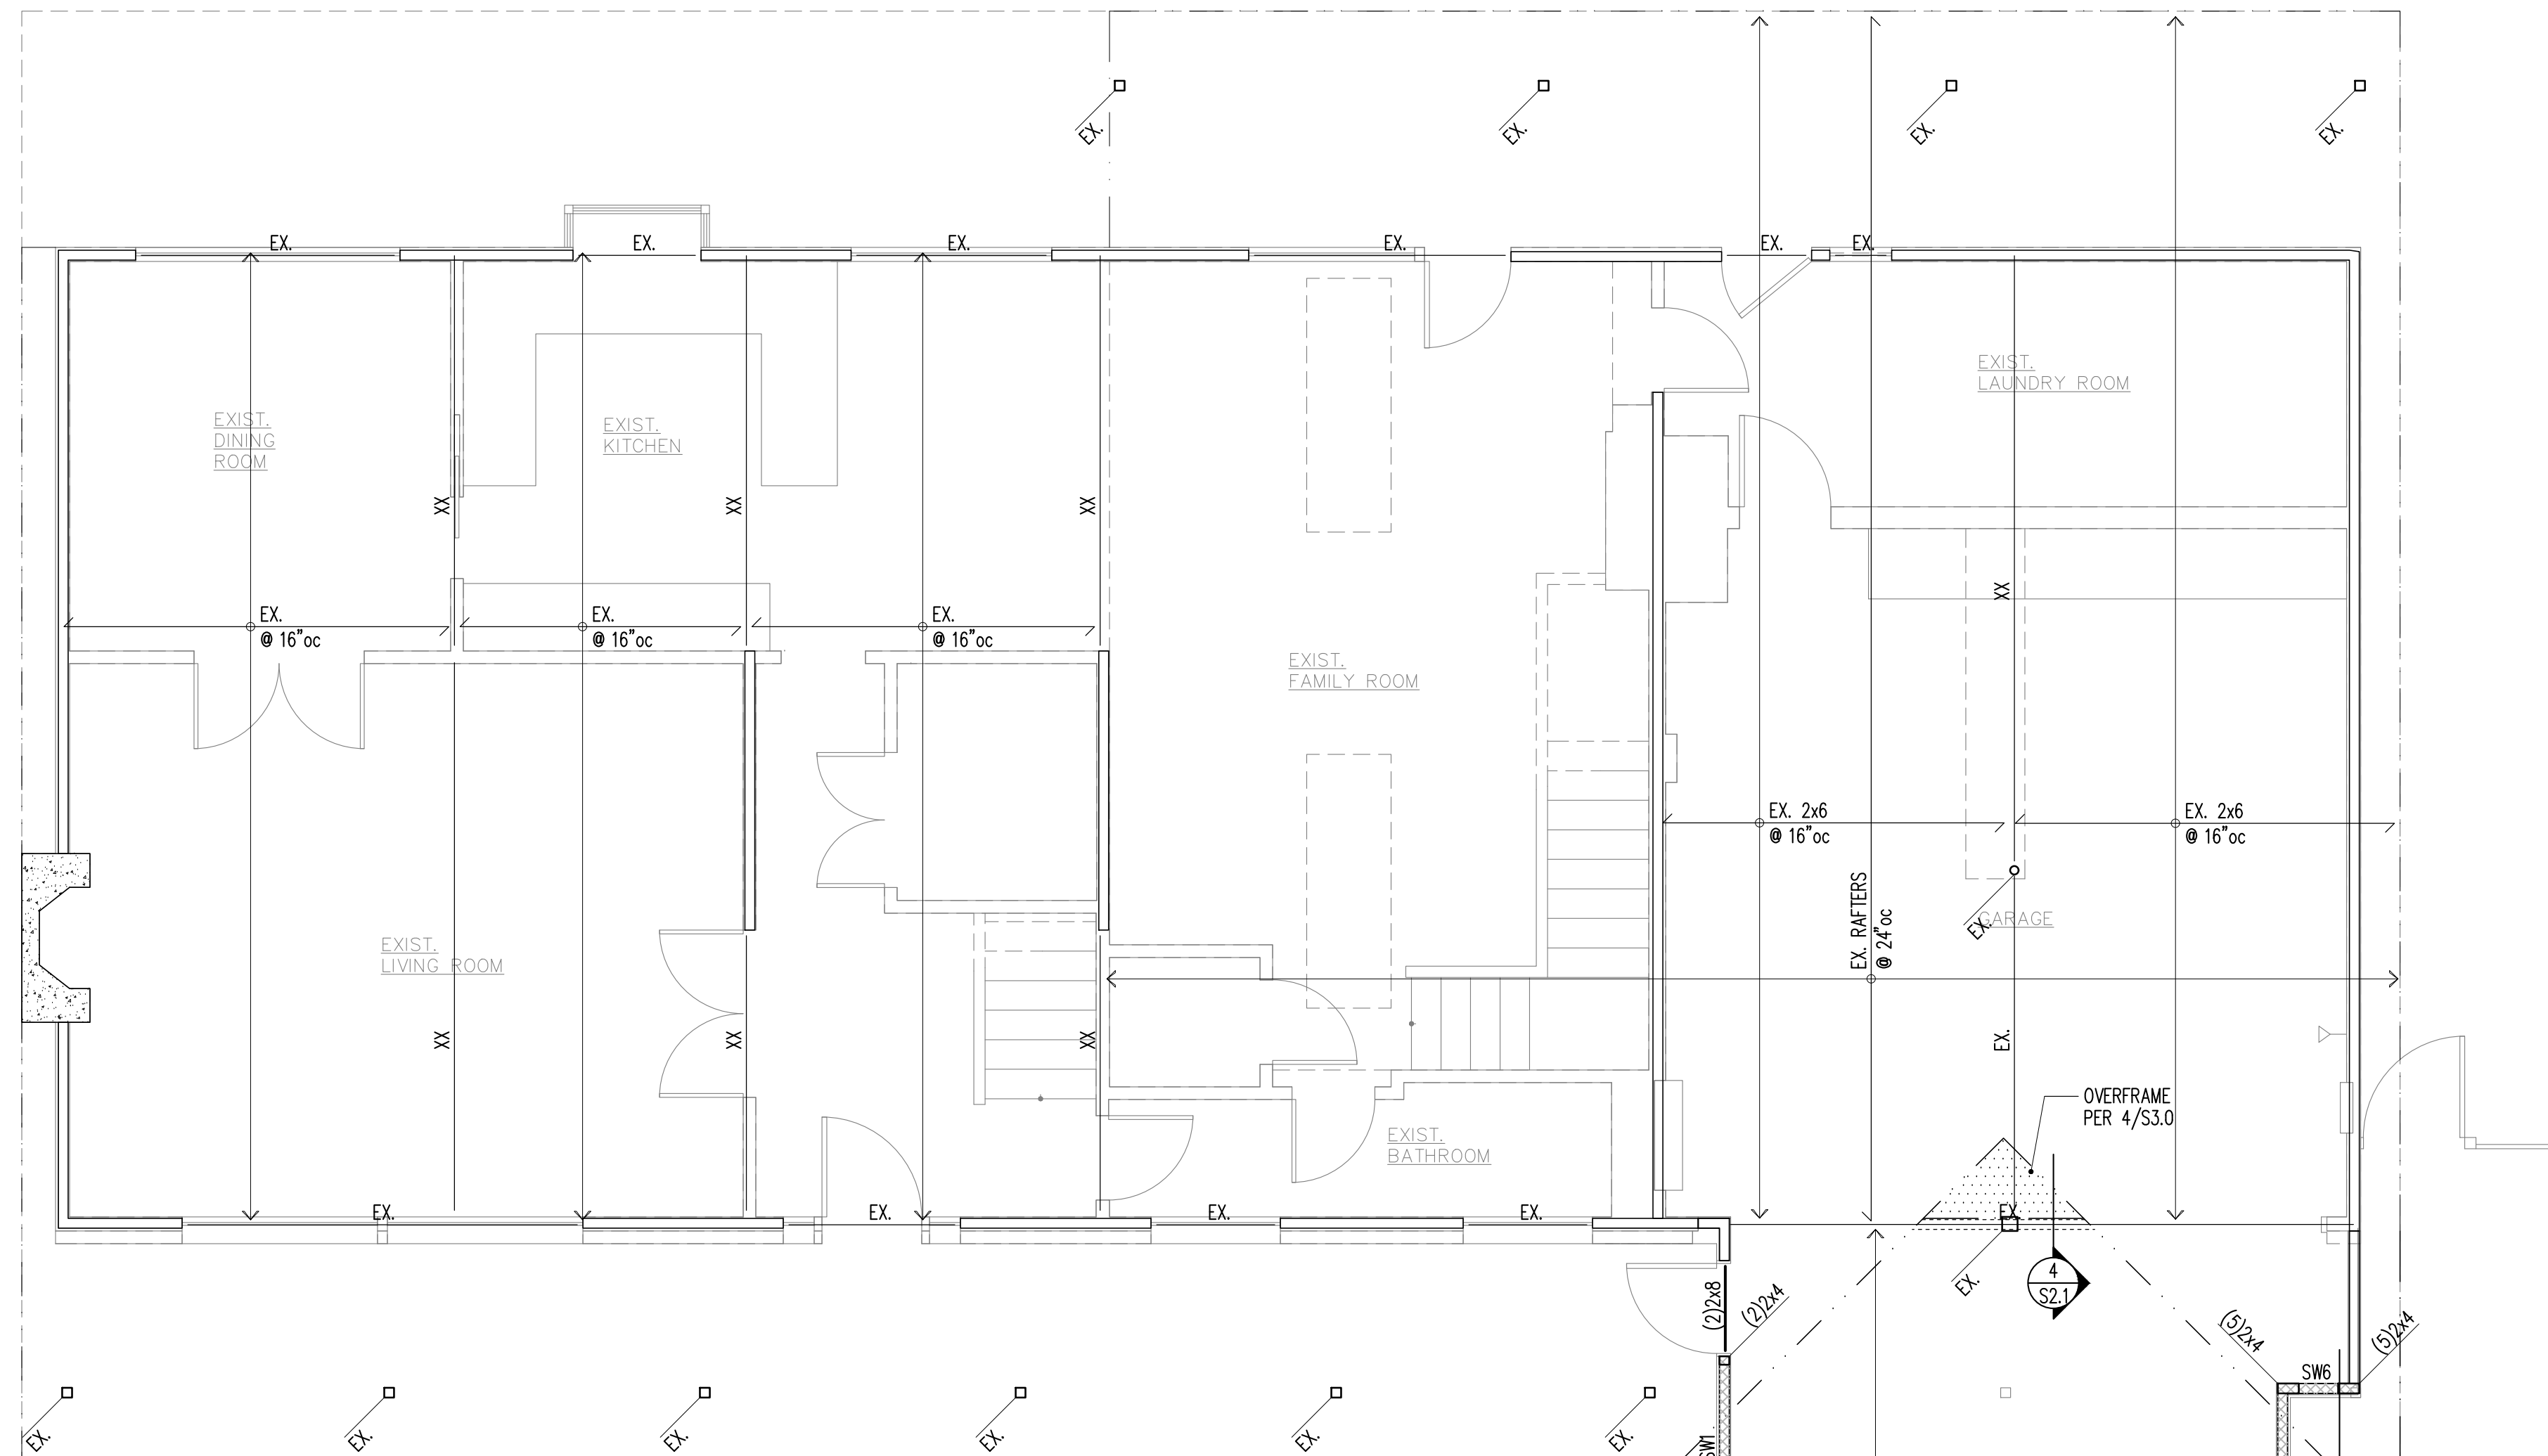 EX.
EX.
EX.
EX.
EX.
EX.
EX.
EX.
EX.
EX.
EXIST.
LAUNDRY ROOM
EXIST.
DINING
ROOM
EXIST.
KITCHEN
XX
XX
XX
XX
EX.
@ 16"oc
EX.
@ 16"oc
EX.
@ 16"oc
EXIST.
FAMILY ROOM
EX. 2x6
@ 16"oc
EX. 2x6
@ 16"oc
EX. RAFTERS
@ 24"oc
EX.
GARAGE
EXIST.
LIVING ROOM
XX
XX
XX
EX.
OVERFRAME
PER 4/S3.0
EXIST.
BATHROOM
EX.
EX.
EX.
EX.
EX.
EX.
4
S2.1
(2)2x8
(2)2x4
(5)2x4
(5)2x4
SW6
EX.
EX.
EX.
EX.
EX.
EX.
SW1